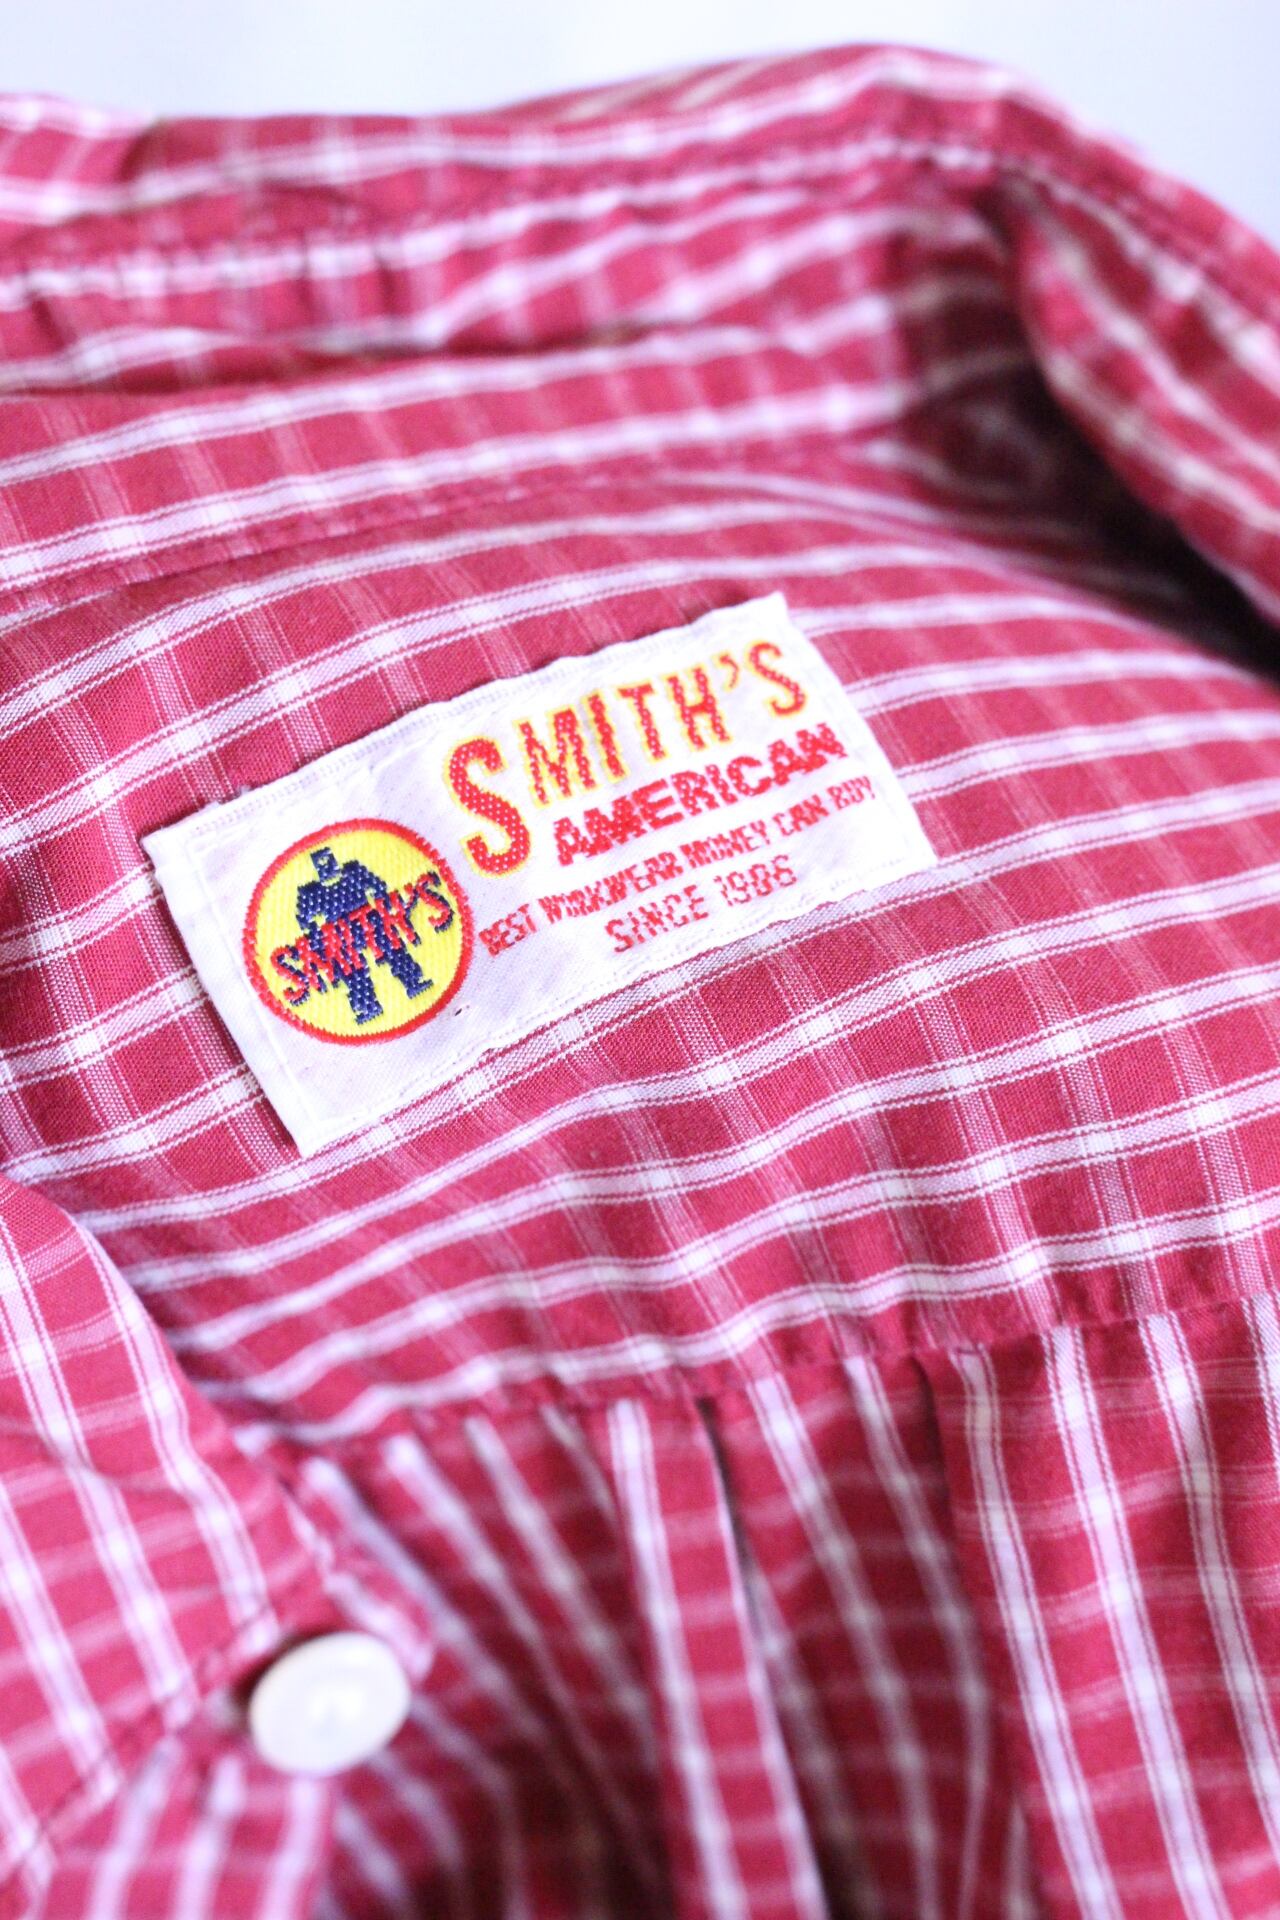 SMITH'S
AMERICAN
BEST WORKWEAR MONEY CAN BUY
SINCE 1906
SMITH'S